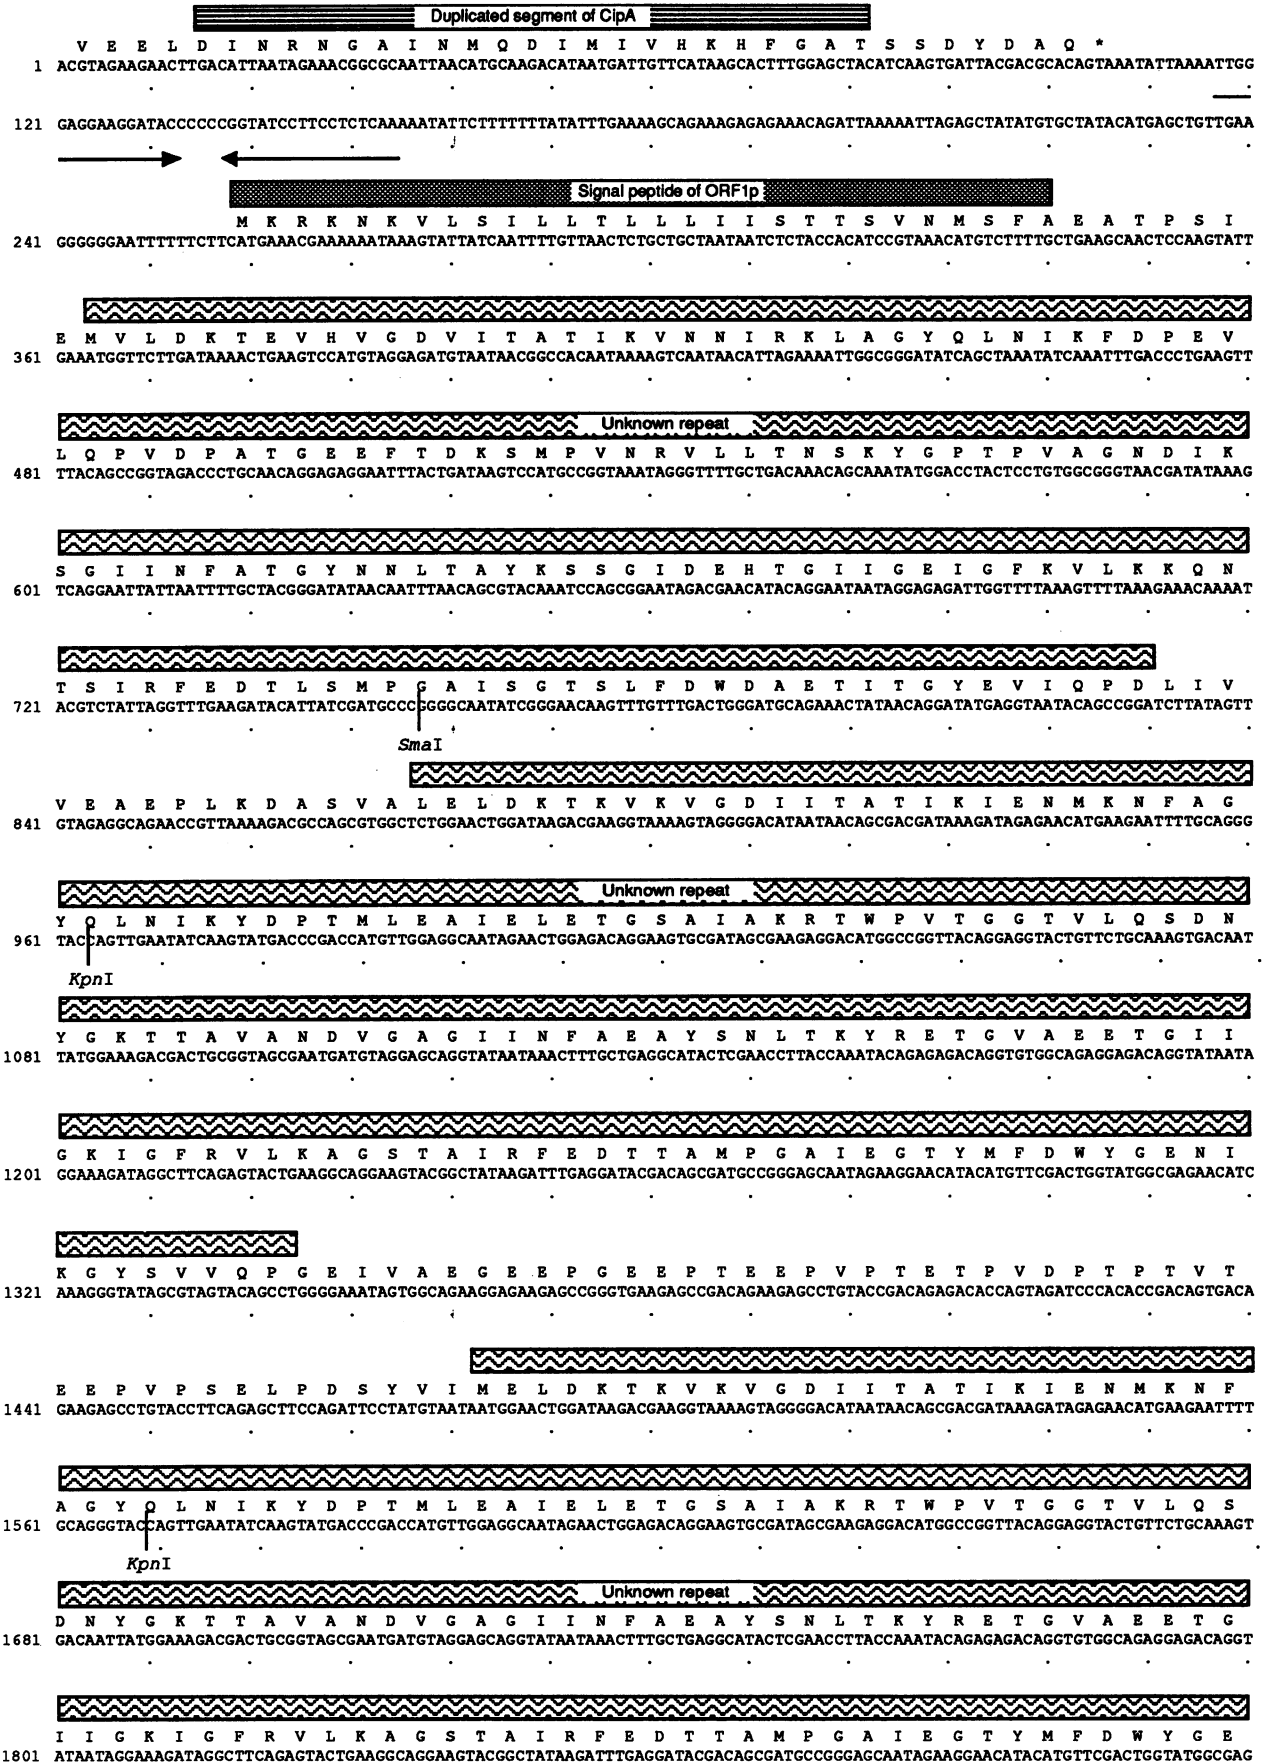 Duplicated segment of CipA
V E E L D I N R N G A I N M Q D I M I V H K H F G A T S S D Y D A Q *
1 ACGTAGAAGAACTTGACATTAATAGAAACGGCGCAATTAACATGCAAGACATAATGATTGTTCATAAGCACTTTGGAGCTACATCAAGTGATTACGACGCACAGTAAATATTAAAATTGG
121 GAGGAAGGATACCCCCCGGTATCCTTCCTCTCAAAAATATTCTTTTTTTATATTTGAAAAGCAGAAAGAGAGAAACAGATTAAAAATTAGAGCTATATGTGCTATACATGAGCTGTTGAA
Signal peptide of ORF1p
M K R K N K V L S I L L T L L L I I S T T S V N M S F A E A T P S I
241 GGGGGGAATTTTTTCTTCATGAAACGAAAAAATAAAGTATTATCAATTTTGTTAACTCTGCTGCTAATAATCTCTACCACATCCGTAAACATGTCTTTTGCTGAAGCAACTCCAAGTATT
E M V L D K T E V H V G D V I T A T I K V N N I R K L A G Y Q L N I K F D P E V
361 GAAATGGTTCTTGATAAAACTGAAGTCCATGTAGGAGATGTAATAACGGCCACAATAAAAGTCAATAACATTAGAAAATTGGCGGGATATCAGCTAAATATCAAATTTGACCCTGAAGTT
Unknown repeat
L Q P V D P A T G E E F T D K S M P V N R V L L T N S K Y G P T P V A G N D I K
481 TTACAGCCGGTAGACCCTGCAACAGGAGAGGAATTTACTGATAAGTCCATGCCGGTAAATAGGGTTTTGCTGACAAACAGCAAATATGGACCTACTCCTGTGGCGGGTAACGATATAAAG
S G I I N F A T G Y N N L T A Y K S S G I D E H T G I I G E I G F K V L K K Q N
601 TCAGGAATTATTAATTTTGCTACGGGATATAACAATTTAACAGCGTACAAATCCAGCGGAATAGACGAACATACAGGAATAATAGGAGAGATTGGTTTTAAAGTTTTAAAGAAACAAAAT
T S I R F E D T L S M P G A I S G T S L F D W D A E T I T G Y E V I Q P D L I V
721 ACGTCTATTAGGTTTGAAGATACATTATCGATGCCCGGGGCAATATCGGGAACAAGTTTGTTTGACTGGGATGCAGAAACTATAACAGGATATGAGGTAATACAGCCGGATCTTATAGTT
SmaI
V E A E P L K D A S V A L E L D K T K V K V G D I I T A T I K I E N M K N F A G
841 GTAGAGGCAGAACCGTTAAAAGACGCCAGCGTGGCTCTGGAACTGGATAAGACGAAGGTAAAAGTAGGGGACATAATAACAGCGACGATAAAGATAGAGAACATGAAGAATTTTGCAGGG
Unknown repeat
Y Q L N I K Y D P T M L E A I E L E T G S A I A K R T W P V T G G T V L Q S D N
961 TACCAGTTGAATATCAAGTATGACCCGACCATGTTGGAGGCAATAGAACTGGAGACAGGAAGTGCGATAGCGAAGAGGACATGGCCGGTTACAGGAGGTACTGTTCTGCAAAGTGACAAT
KpnI
Y G K T T A V A N D V G A G I I N F A E A Y S N L T K Y R E T G V A E E T G I I
1081 TATGGAAAGACGACTGCGGTAGCGAATGATGTAGGAGCAGGTATAATAAACTTTGCTGAGGCATACTCGAACCTTACCAAATACAGAGAGACAGGTGTGGCAGAGGAGACAGGTATAATA
G K I G F R V L K A G S T A I R F E D T T A M P G A I E G T Y M F D W Y G E N I
1201 GGAAAGATAGGCTTCAGAGTACTGAAGGCAGGAAGTACGGCTATAAGATTTGAGGATACGACAGCGATGCCGGGAGCAATAGAAGGAACATACATGTTCGACTGGTATGGCGAGAACATC
K G Y S V V Q P G E I V A E G E E P G E E P T E E P V P T E T P V D P T P T V T
1321 AAAGGGTATAGCGTAGTACAGCCTGGGGAAATAGTGGCAGAAGGAGAAGAGCCGGGTGAAGAGCCGACAGAAGAGCCTGTACCGACAGAGACACCAGTAGATCCCACACCGACAGTGACA
E E P V P S E L P D S Y V I M E L D K T K V K V G D I I T A T I K I E N M K N F
1441 GAAGAGCCTGTACCTTCAGAGCTTCCAGATTCCTATGTAATAATGGAACTGGATAAGACGAAGGTAAAAGTAGGGGACATAATAACAGCGACGATAAAGATAGAGAACATGAAGAATTTT
A G Y Q L N I K Y D P T M L E A I E L E T G S A I A K R T W P V T G G T V L Q S
1561 GCAGGGTACCAGTTGAATATCAAGTATGACCCGACCATGTTGGAGGCAATAGAACTGGAGACAGGAAGTGCGATAGCGAAGAGGACATGGCCGGTTACAGGAGGTACTGTTCTGCAAAGT
KpnI
Unknown repeat
D N Y G K T T A V A N D V G A G I I N F A E A Y S N L T K Y R E T G V A E E T G
1681 GACAATTATGGAAAGACGACTGCGGTAGCGAATGATGTAGGAGCAGGTATAATAAACTTTGCTGAGGCATACTCGAACCTTACCAAATACAGAGAGACAGGTGTGGCAGAGGAGACAGGT
I I G K I G F R V L K A G S T A I R F E D T T A M P G A I E G T Y M F D W Y G E
1801 ATAATAGGAAAGATAGGCTTCAGAGTACTGAAGGCAGGAAGTACGGCTATAAGATTTGAGGATACGACAGCGATGCCGGGAGCAATAGAAGGAACATACATGTTCGACTGGTATGGCGAG